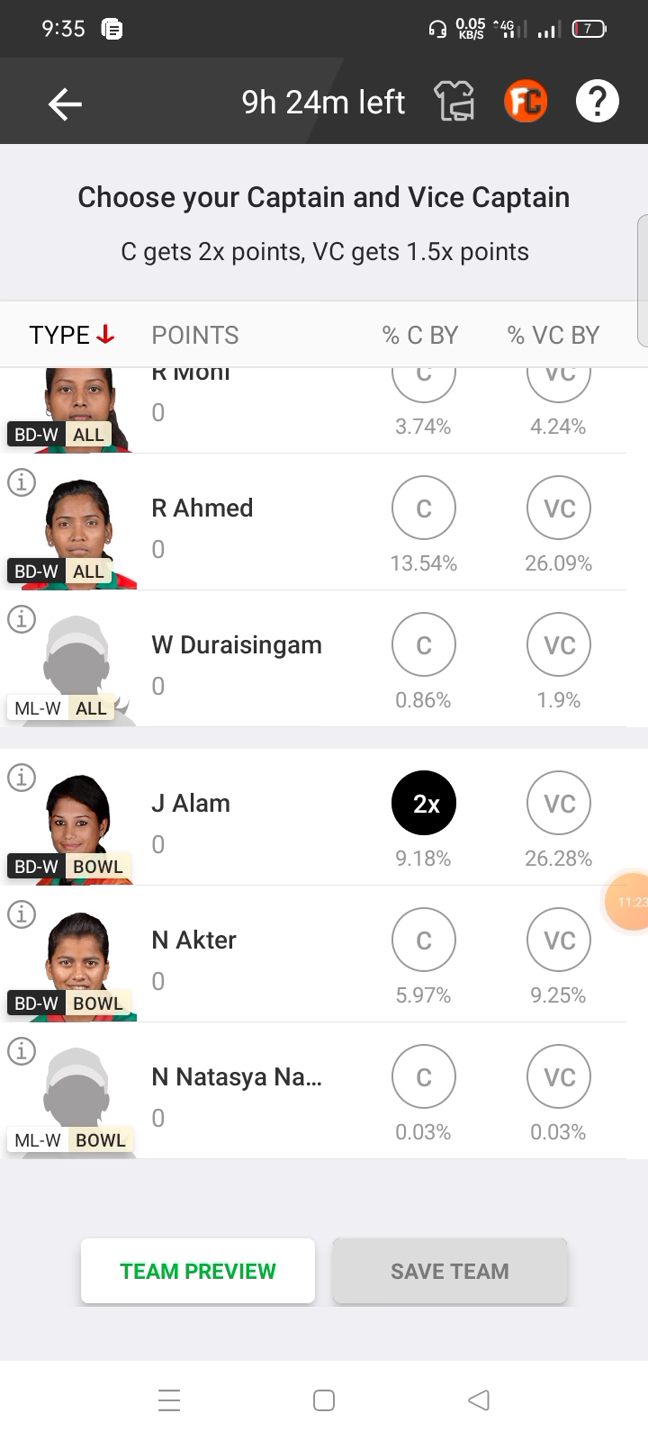 9:35 0.05 KB/S 4G 7
9h 24m left FC ?
Choose your Captain and Vice Captain
C gets 2x points, VC gets 1.5x points
TYPE POINTS % C BY % VC BY
R Moni C VC
0
3.74% 4.24%
BD-W ALL
R Ahmed C VC
0
13.54% 26.09%
BD-W ALL
W Duraisingam C VC
0
0.86% 1.9%
ML-W ALL
J Alam 2x VC
0
9.18% 26.28%
BD-W BOWL
11:23
N Akter C VC
0
5.97% 9.25%
BD-W BOWL
N Natasya Na... C VC
0
0.03% 0.03%
ML-W BOWL
TEAM PREVIEW SAVE TEAM